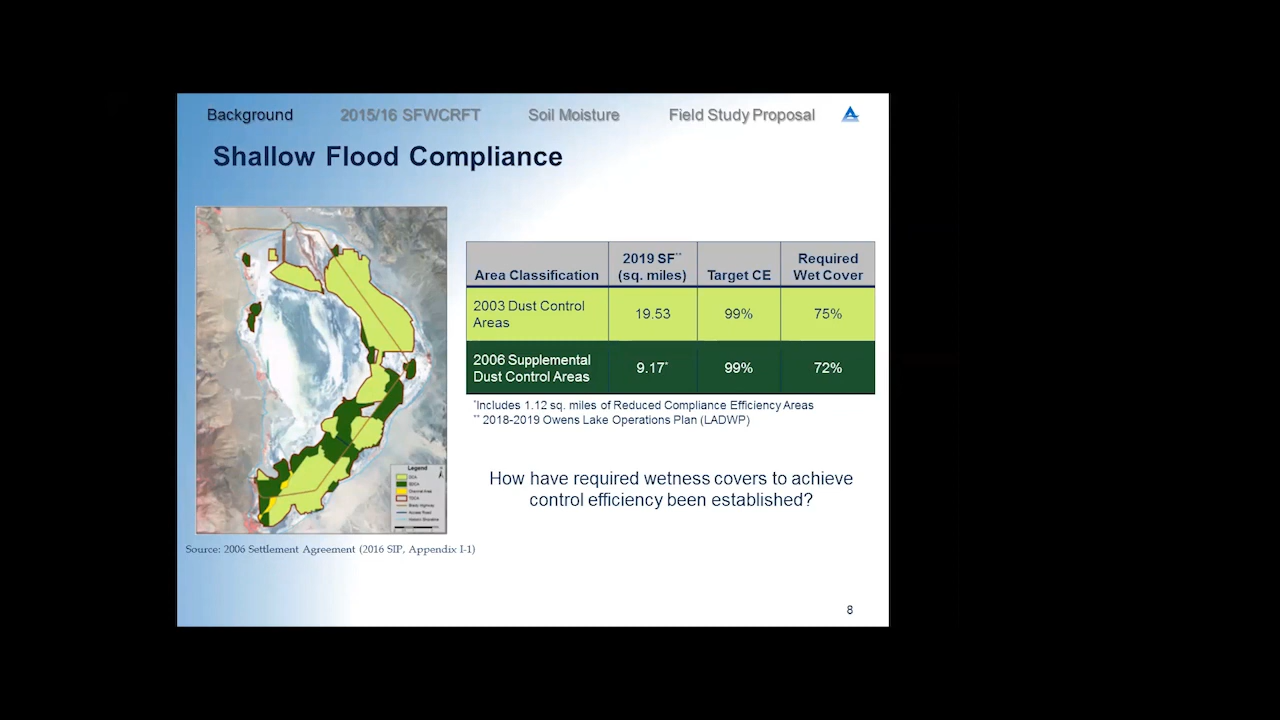 Background 2015/16 SFWCRFT Soil Moisture Field Study Proposal
Shallow Flood Compliance
Area Classification 2019 SF** (sq. miles) Target CE Required Wet Cover
2003 Dust Control Areas 19.53 99% 75%
2006 Supplemental Dust Control Areas 9.17* 99% 72%
*Includes 1.12 sq. miles of Reduced Compliance Efficiency Areas
** 2018-2019 Owens Lake Operations Plan (LADWP)
Legend
How have required wetness covers to achieve
control efficiency been established?
Source: 2006 Settlement Agreement (2016 SIP, Appendix I-1)
8